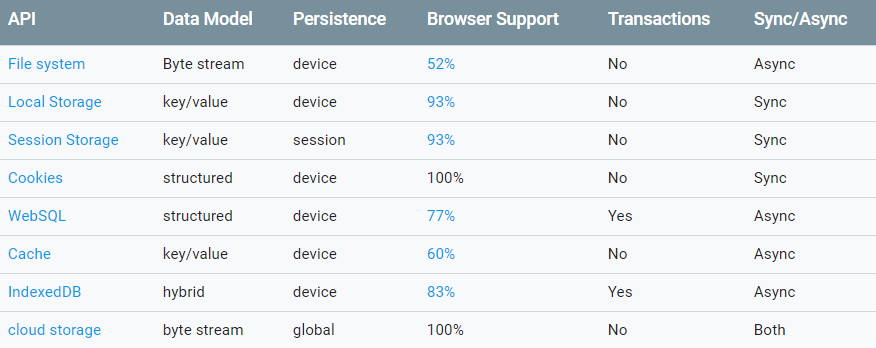 API Data Model Persistence Browser Support Transactions Sync/Async
File system Byte stream device 52% No Async
Local Storage key/value device 93% No Sync
Session Storage key/value session 93% No Sync
Cookies structured device 100% No Sync
WebSQL structured device 77% Yes Async
Cache key/value device 60% No Async
IndexedDB hybrid device 83% Yes Async
cloud storage byte stream global 100% No Both